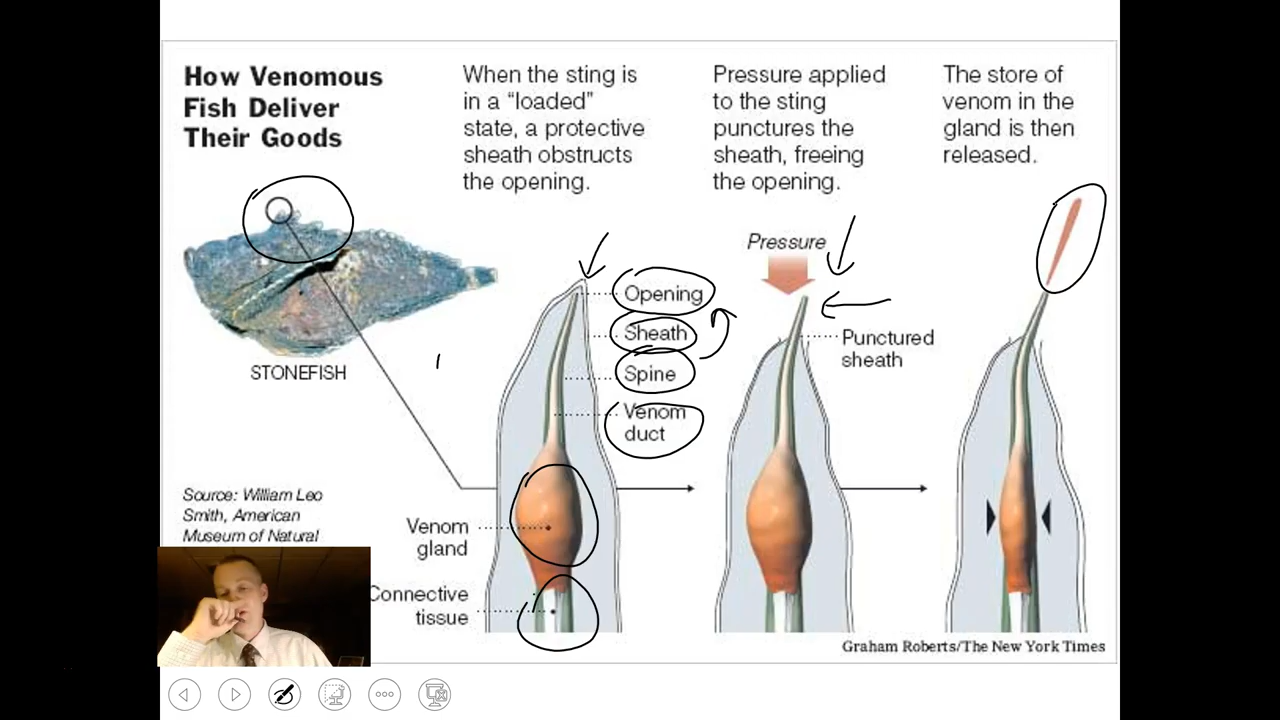 How Venomous
Fish Deliver
Their Goods
When the sting is
in a “loaded”
state, a protective
sheath obstructs
the opening.
Pressure applied
to the sting
punctures the
sheath, freeing
the opening.
The store of
venom in the
gland is then
released.
STONEFISH
Opening
Sheath
Spine
Venom
duct
Venom
gland
Connective
tissue
Pressure
Punctured
sheath
Source: William Leo
Smith, American
Museum of Natural
Graham Roberts/The New York Times